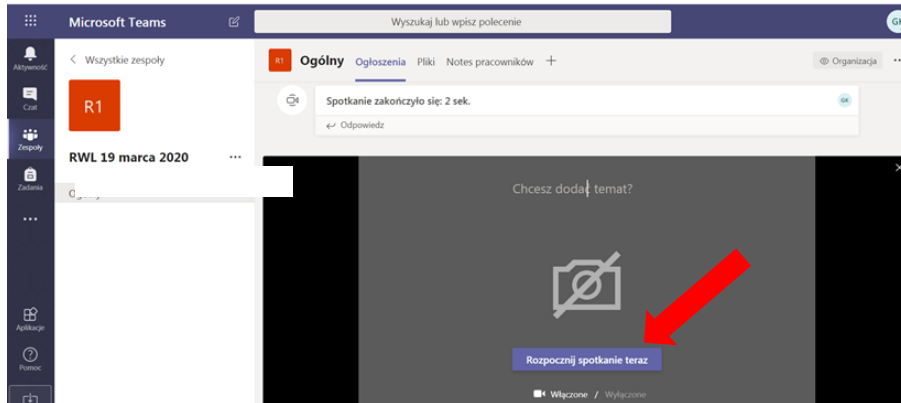 Microsoft Teams
Wyszukaj lub wpisz polecenie
GK
Aktywność
Czat
Zespoły
Zadania
Aplikacje
Pomoc
< Wszystkie zespoły
R1
RWL 19 marca 2020
R1 Ogólny Ogłoszenia Pliki Notes pracowników +
Organizacja
Spotkanie zakończyło się: 2 sek.
GK
Odpowiedz
Chcesz dodać temat?
Rozpocznij spotkanie teraz
Włączone / Wyłączone